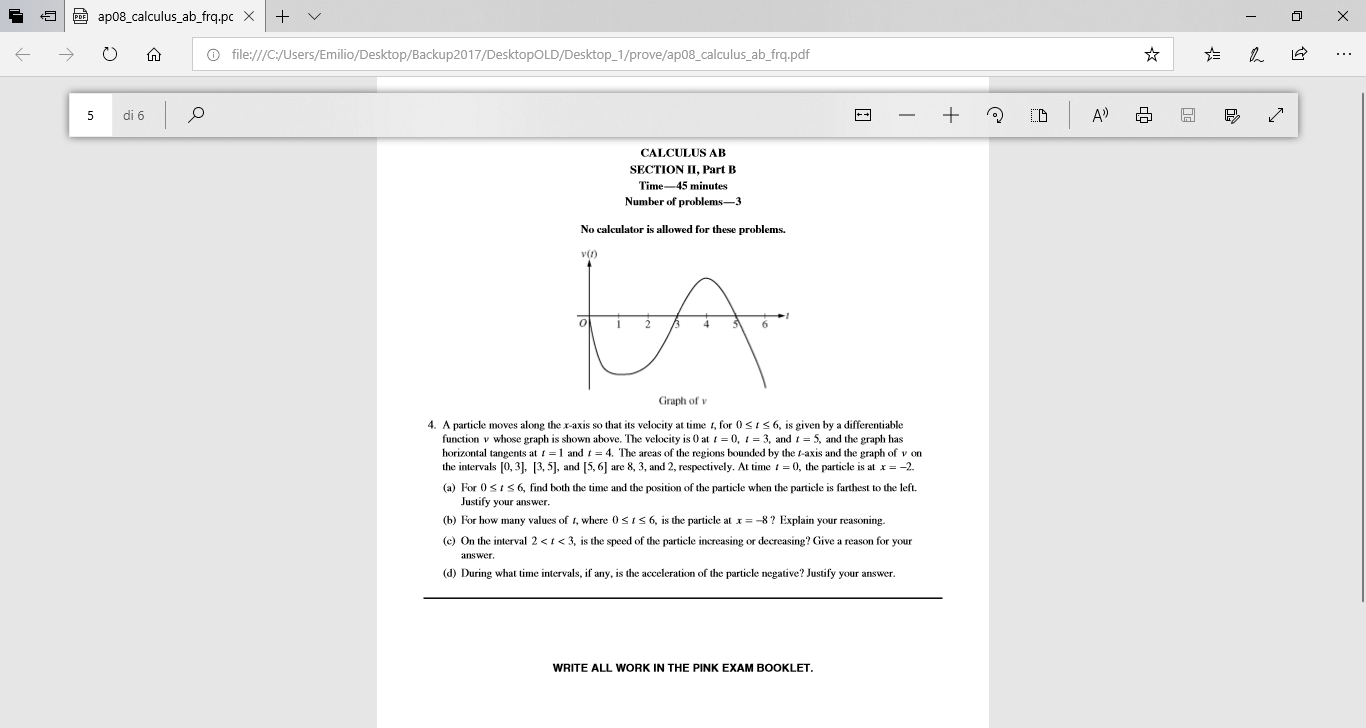 ap08_calculus_ab_frq.pc
file:///C:/Users/Emilio/Desktop/Backup2017/DesktopOLD/Desktop_1/prove/ap08_calculus_ab_frq.pdf
5 di 6
CALCULUS AB
SECTION II, Part B
Time—45 minutes
Number of problems—3
No calculator is allowed for these problems.
v(t)
O 1 2 3 4 5 6 t
Graph of v
4. A particle moves along the x-axis so that its velocity at time t, for 0 ≤ t ≤ 6, is given by a differentiable
function v whose graph is shown above. The velocity is 0 at t = 0, t = 3, and t = 5, and the graph has
horizontal tangents at t = 1 and t = 4. The areas of the regions bounded by the t-axis and the graph of v on
the intervals [0, 3], [3, 5], and [5, 6] are 8, 3, and 2, respectively. At time t = 0, the particle is at x = −2.
(a) For 0 ≤ t ≤ 6, find both the time and the position of the particle when the particle is farthest to the left.
Justify your answer.
(b) For how many values of t, where 0 ≤ t ≤ 6, is the particle at x = −8 ? Explain your reasoning.
(c) On the interval 2 < t < 3, is the speed of the particle increasing or decreasing? Give a reason for your
answer.
(d) During what time intervals, if any, is the acceleration of the particle negative? Justify your answer.
WRITE ALL WORK IN THE PINK EXAM BOOKLET.